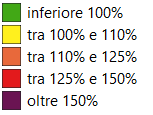 inferiore 100%
tra 100% e 110%
tra 110% e 125%
tra 125% e 150%
oltre 150%